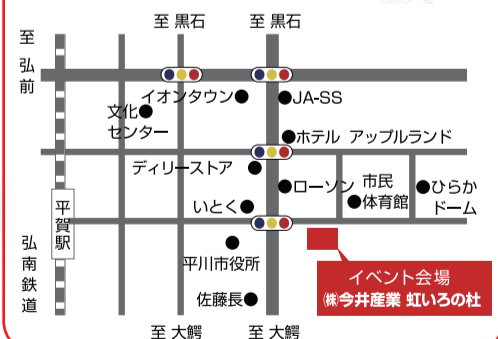 至 黒石
至 黒石
至
弘
前
イオンタウン
JA-SS
文化
センター
ホテル アップルランド
ディリーストア
ローソン
市民
体育館
ひらか
ドーム
いとく
平
賀
駅
平川市役所
弘
南
鉄
道
佐藤長
イベント会場
㈱今井産業 虹いろの杜
至 大鰐
至 大鰐